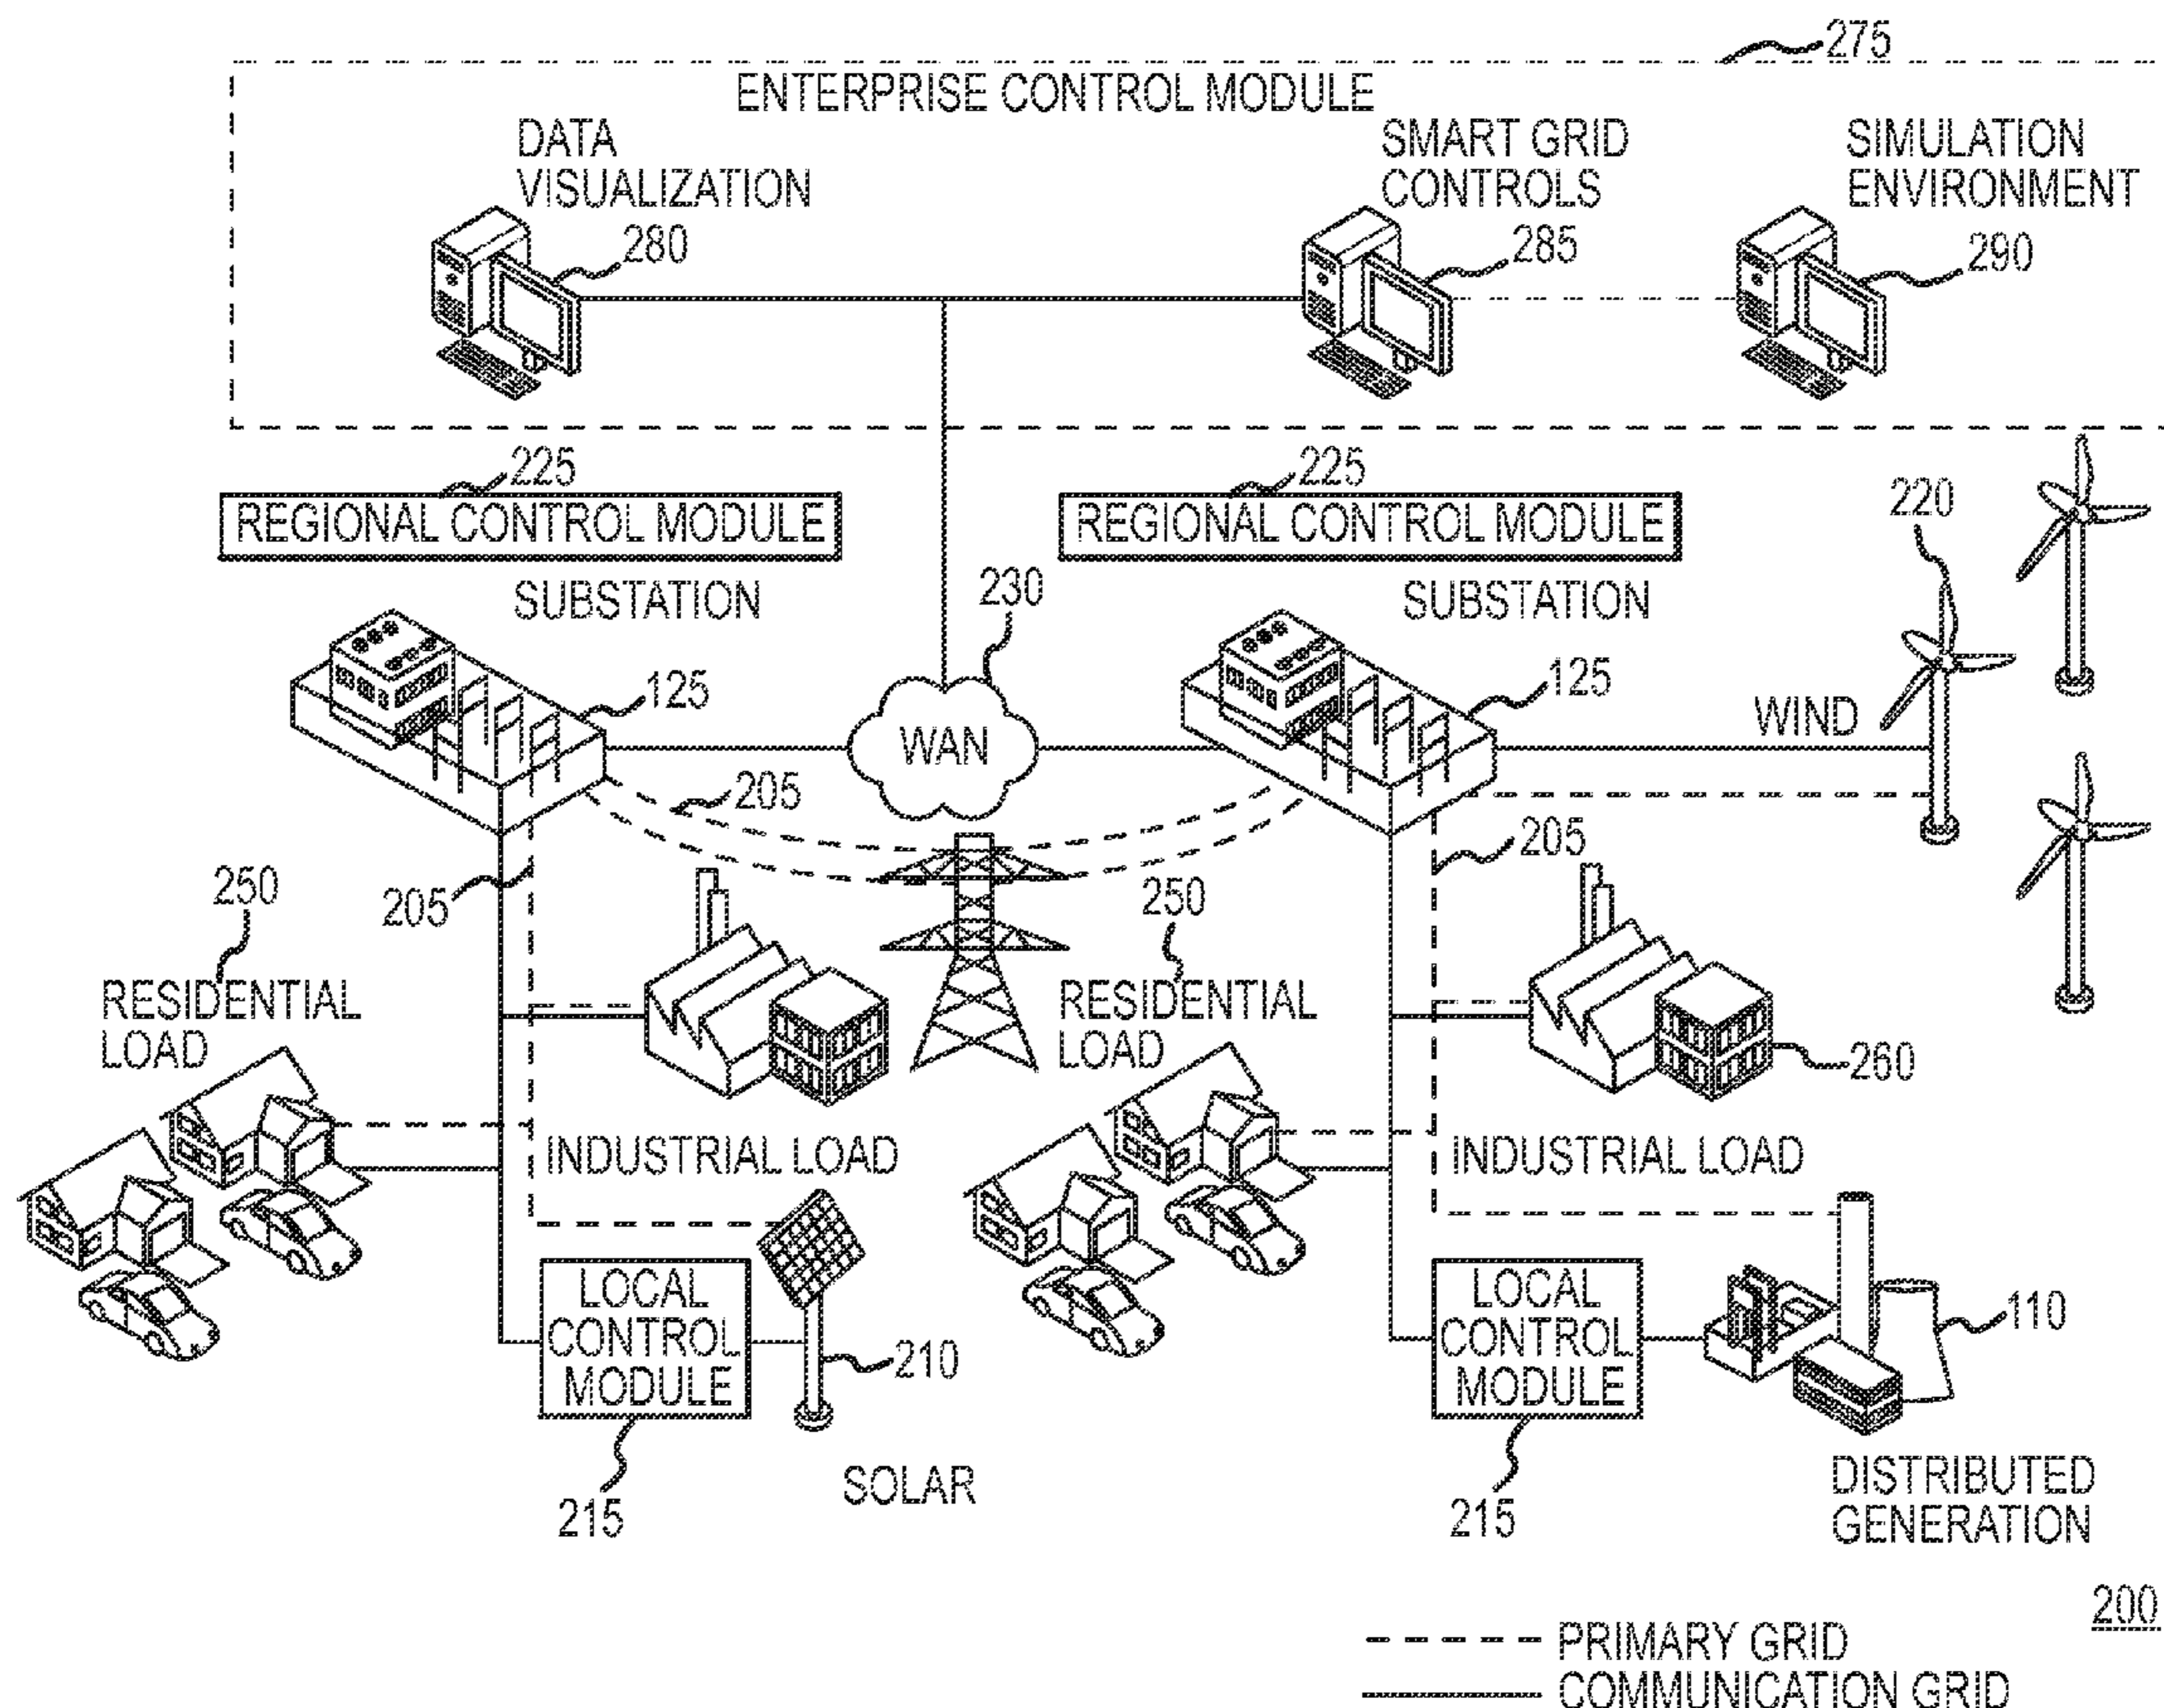 275
ENTERPRISE CONTROL MODULE
DATA
VISUALIZATION
280
SMART GRID
CONTROLS
285
SIMULATION
ENVIRONMENT
290
225
REGIONAL CONTROL MODULE
225
REGIONAL CONTROL MODULE
220
SUBSTATION
230
SUBSTATION
125
WAN
125
WIND
205
205
205
250
RESIDENTIAL
LOAD
250
RESIDENTIAL
LOAD
260
INDUSTRIAL LOAD
INDUSTRIAL LOAD
LOCAL
CONTROL
MODULE
210
LOCAL
CONTROL
MODULE
110
215
SOLAR
215
DISTRIBUTED
GENERATION
200
PRIMARY GRID
COMMUNICATION GRID